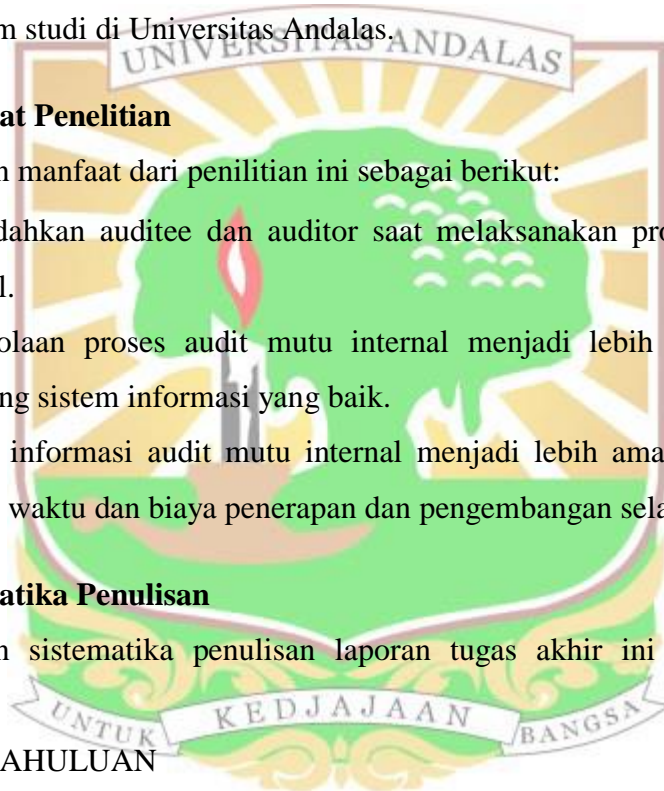 m studi di Universitas Andalas.
UNIVERSITAS ANDALAS
at Penelitian
n manfaat dari penilitian ini sebagai berikut:
dahkan auditee dan auditor saat melaksanakan pro
l.
olaan proses audit mutu internal menjadi lebih
ng sistem informasi yang baik.
informasi audit mutu internal menjadi lebih ama
waktu dan biaya penerapan dan pengembangan sela
atika Penulisan
n sistematika penulisan laporan tugas akhir ini
UNTUK KEDJAJAAN BANGSA
AHULUAN